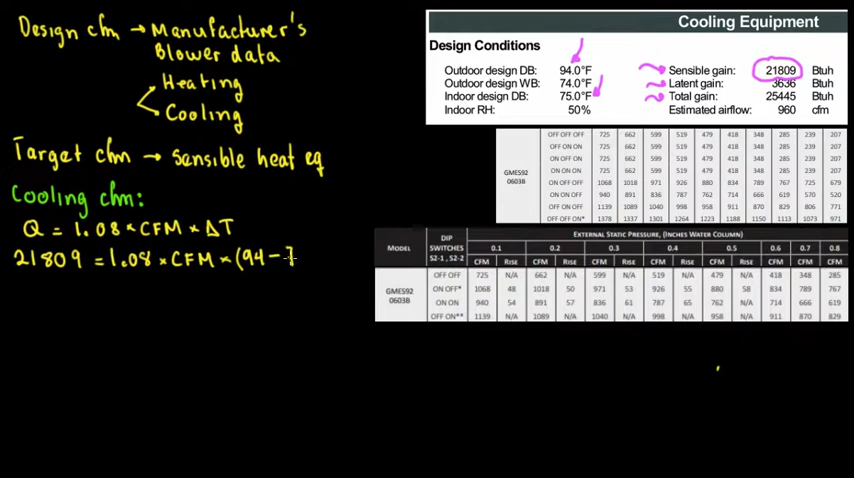 Design cfm → Manufacturer's
Blower data
Heating
Cooling
Target cfm → sensible heat eq
Cooling cfm:
Q = 1.08 × CFM × ΔT
21809 = 1.08 × CFM × (94 - 7
Cooling Equipment
Design Conditions
Outdoor design DB: 94.0°F Sensible gain: 21809 Btuh
Outdoor design WB: 74.0°F Latent gain: 3636 Btuh
Indoor design DB: 75.0°F Total gain: 25445 Btuh
Indoor RH: 50% Estimated airflow: 960 cfm
GMES92
0603B
OFF OFF OFF 725 662 599 519 479 418 348 285 239 207
OFF ON ON 725 662 599 519 479 418 348 285 239 207
OFF ON ON 725 662 599 519 479 418 348 285 239 207
OFF ON ON 725 662 599 519 479 418 348 285 239 207
ON OFF OFF 1068 1018 971 926 880 834 789 767 725 679
ON OFF ON 940 891 836 787 762 714 666 619 570 520
ON ON OFF 1139 1089 1040 998 958 911 870 829 806 771
OFF OFF ON* 1378 1337 1301 1264 1223 1188 1150 1113 1073 971
MODEL
DIP
SWITCHES
S2-1 , S2-2
EXTERNAL STATIC PRESSURE, (INCHES WATER COLUMN)
0.1 0.2 0.3 0.4 0.5 0.6 0.7 0.8
CFM RISE CFM RISE CFM RISE CFM RISE CFM RISE CFM CFM CFM
GMES92
0603B
OFF OFF 725 N/A 662 N/A 599 N/A 519 N/A 479 N/A 418 348 285
ON OFF* 1068 48 1018 50 971 53 926 55 880 58 834 789 767
ON ON 940 54 891 57 836 61 787 65 762 N/A 714 666 619
OFF ON** 1139 N/A 1089 N/A 1040 N/A 998 N/A 958 N/A 911 870 829